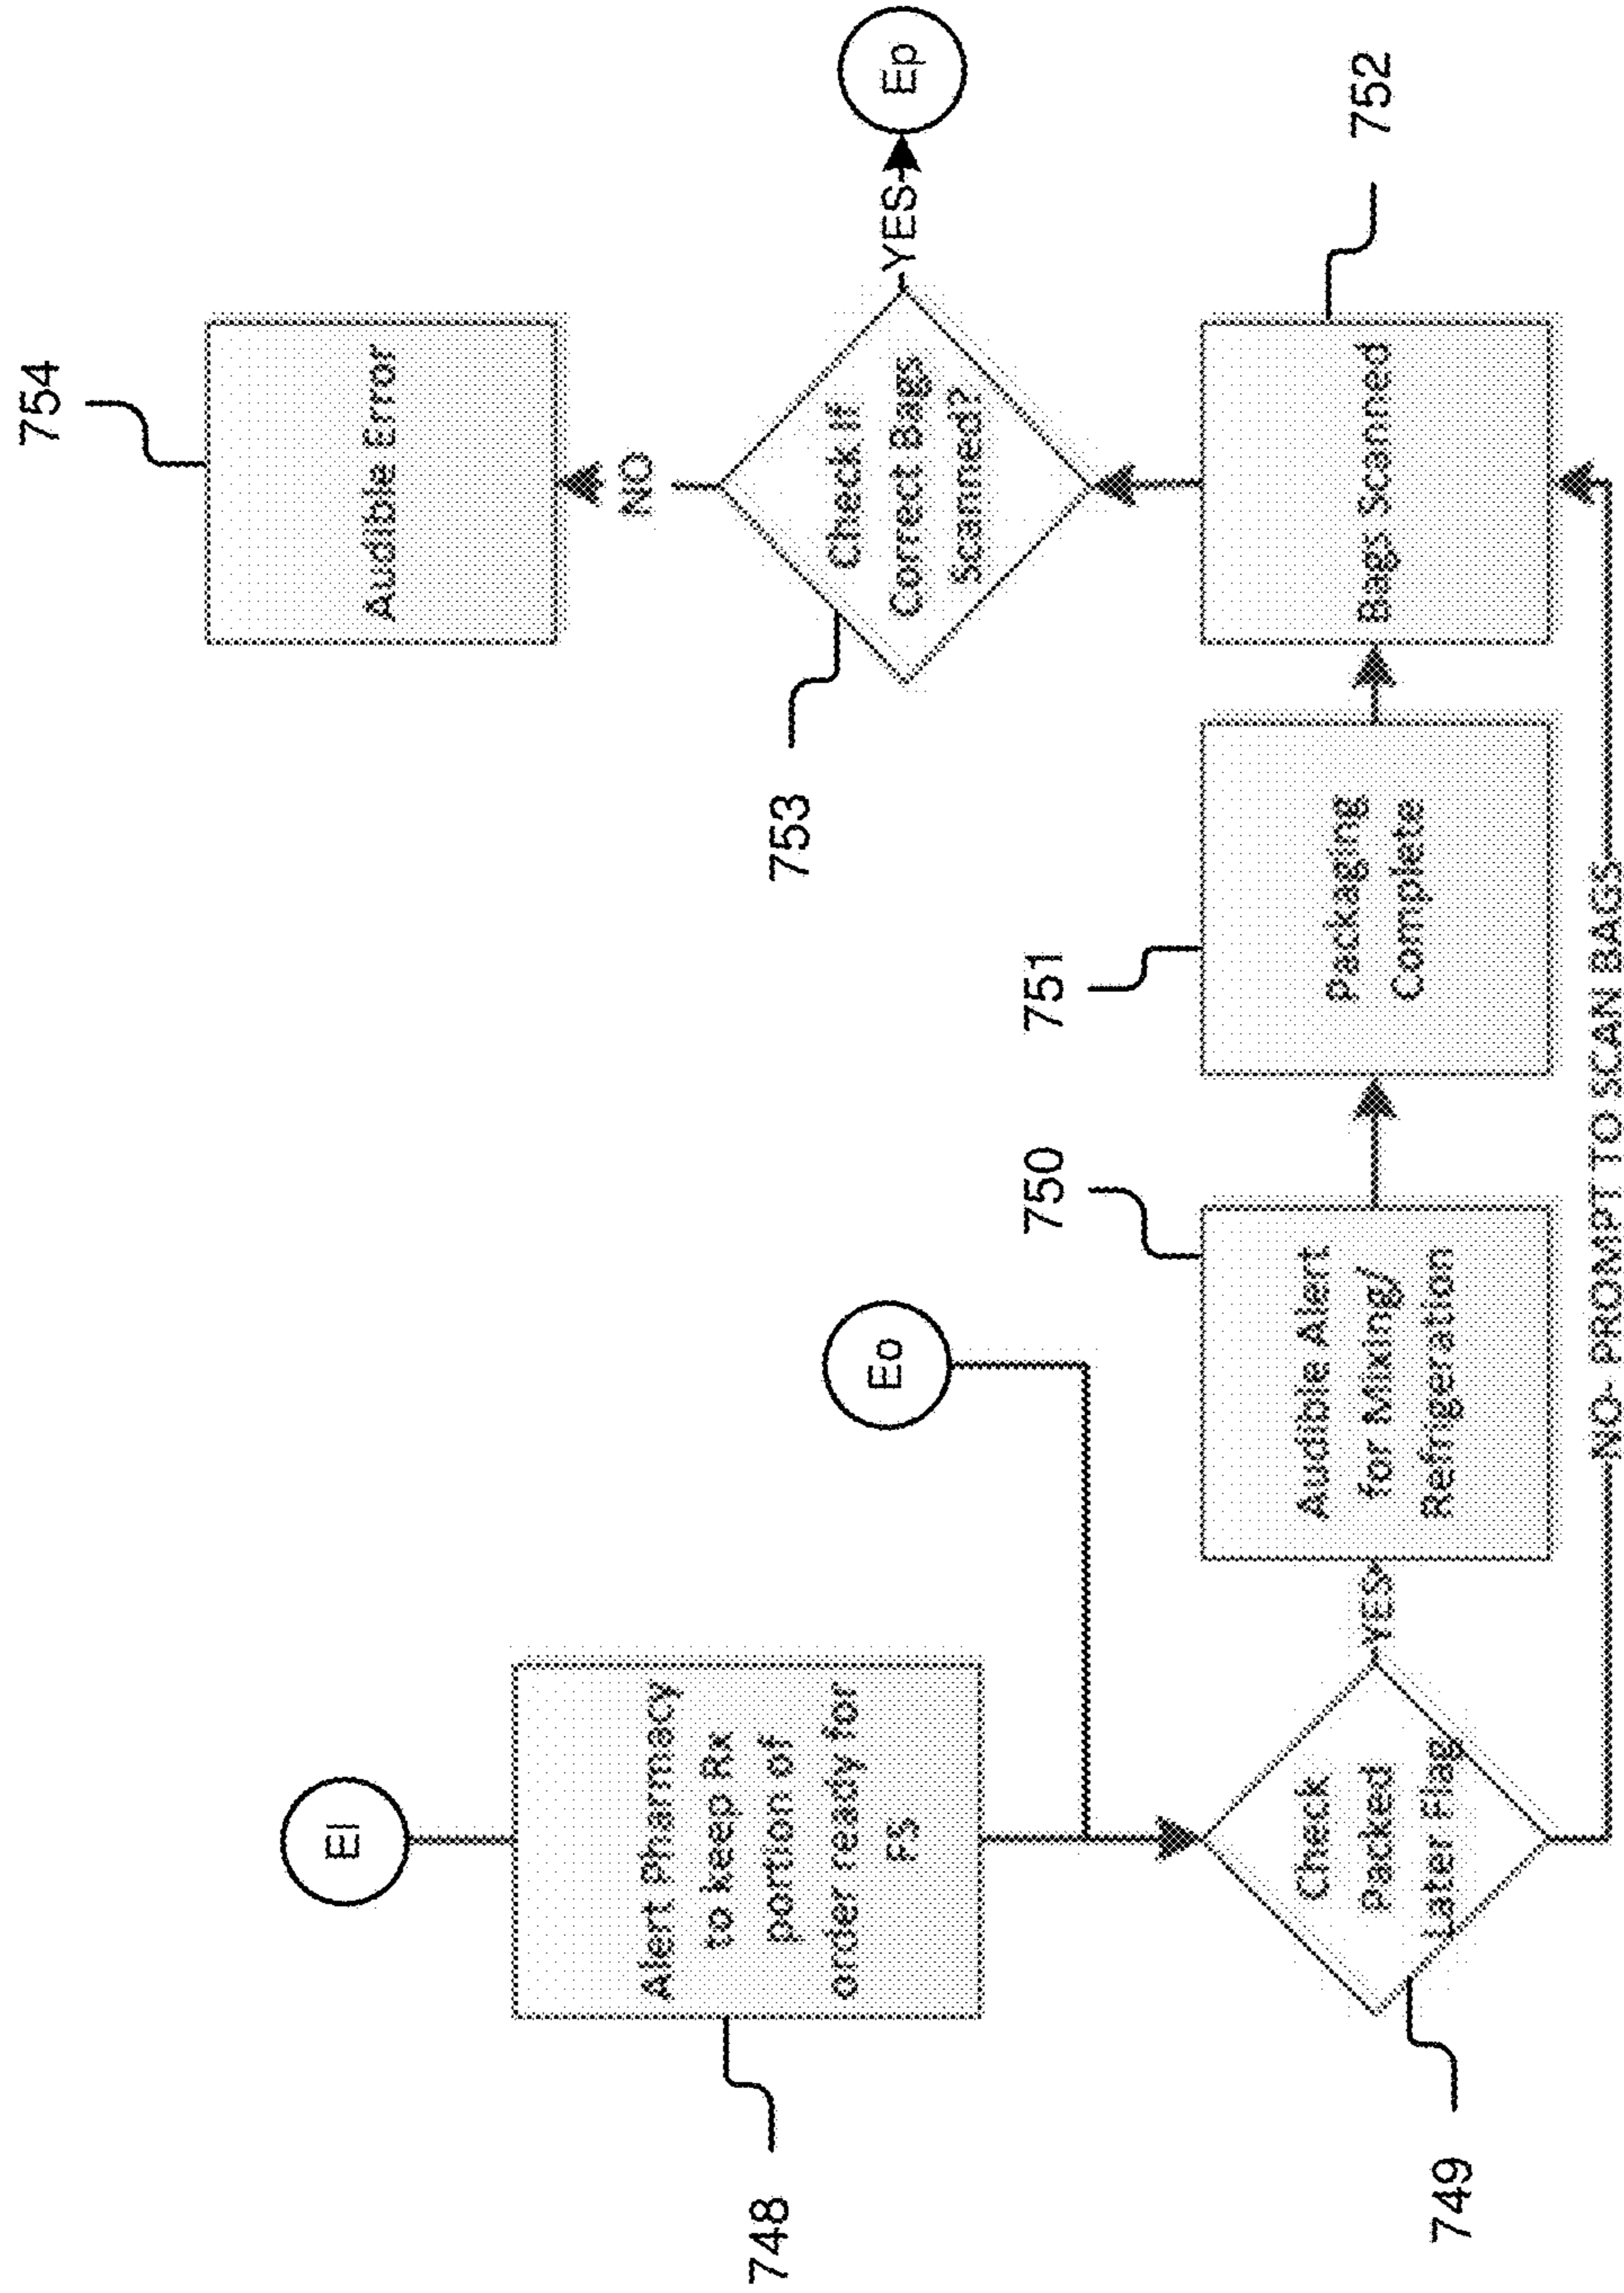 El
748
Alert Pharmacy
to keep Rx
portion of
order ready for
FS
Eo
749
Check
Packed
Later Flag
YES
NO- PROMPT TO SCAN BAGS
750
Audible Alert
for Mixing/
Refrigeration
751
Packaging
Complete
752
Bags Scanned
753
Check if
Correct Bags
Scanned?
YES
Ep
NO
754
Audible Error